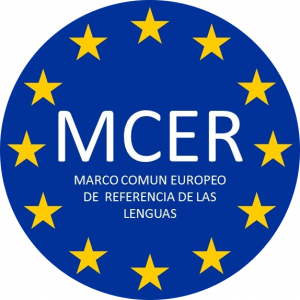 MCER
MARCO COMUN EUROPEO
DE REFERENCIA DE LAS
LENGUAS